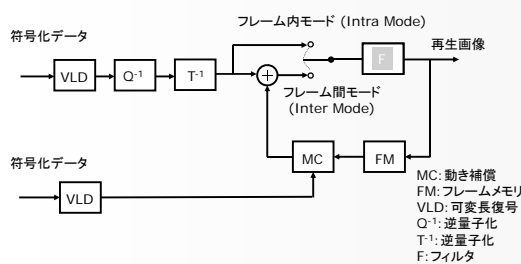 フレーム内モード (Intra Mode)
符号化データ
再生画像
VLD
Q-1
T-1
+
F
フレーム間モード
(Inter Mode)
MC
FM
符号化データ
VLD
MC: 動き補償
FM: フレームメモリ
VLD: 可変長復号
Q-1: 逆量子化
T-1: 逆量子化
F: フィルタ